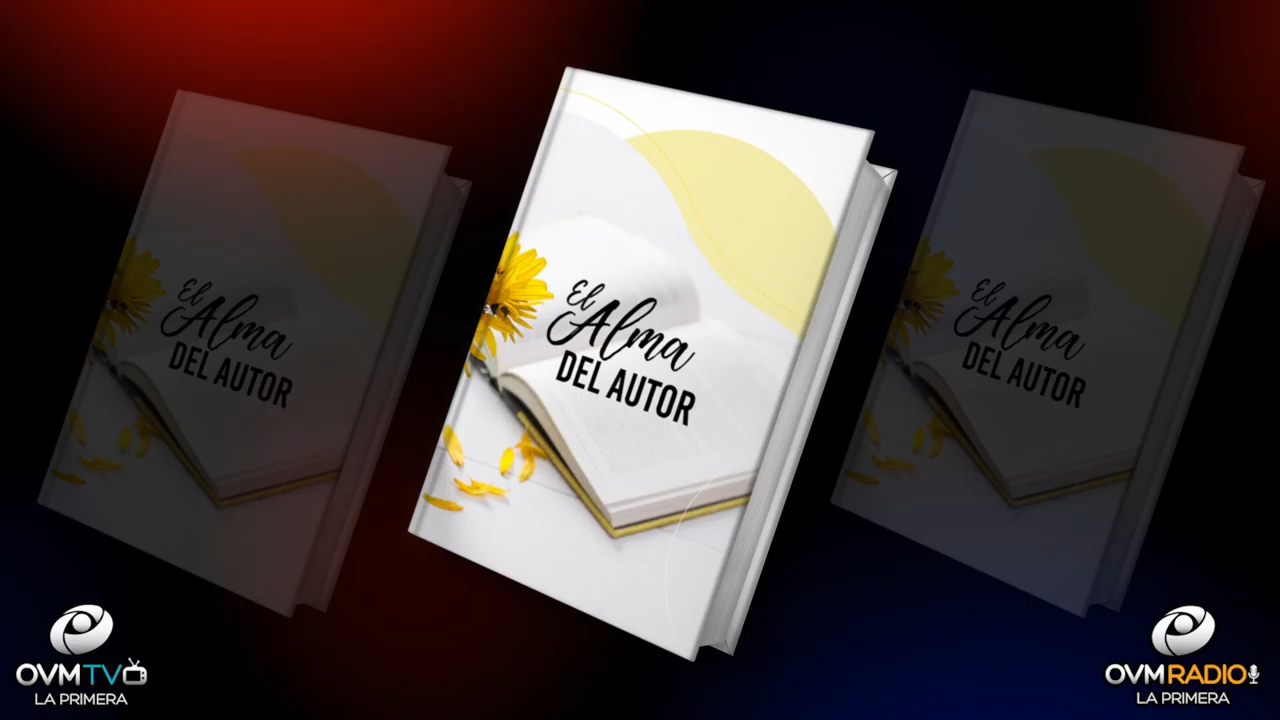 El
Alma
DEL AUTOR
El
Alma
DEL AUTOR
El
Alma
DEL AUTOR
OVMTV
LA PRIMERA
OVMRADIO
LA PRIMERA